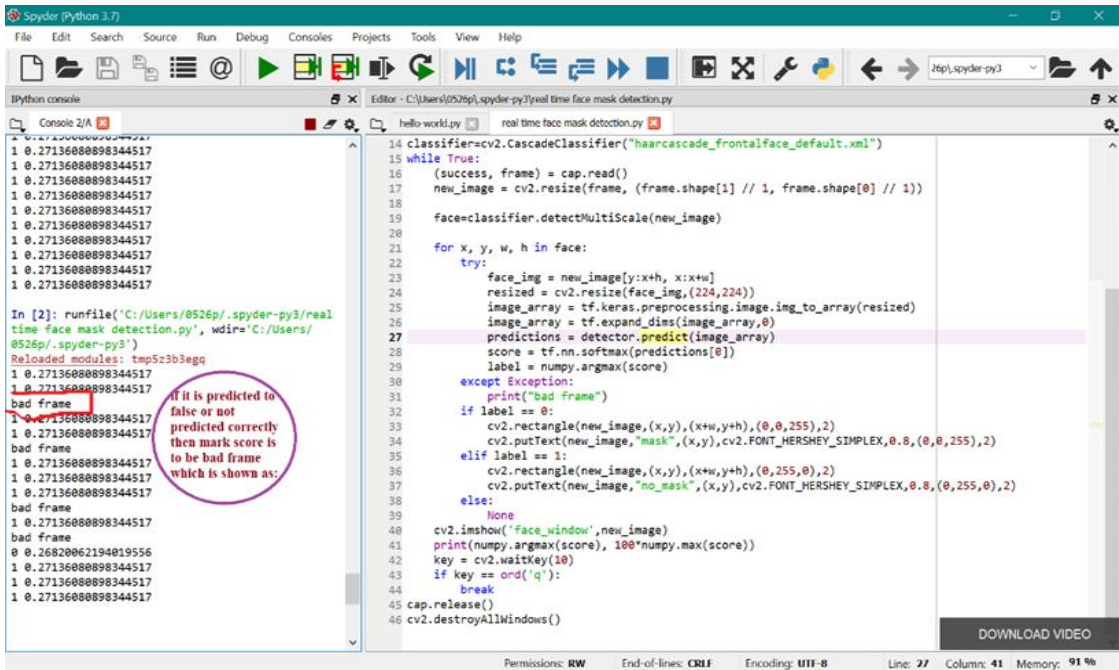 Spyder (Python 3.7)
File Edit Search Source Run Debug Consoles Projects Tools View Help
26p\.spyder-py3
IPython console
Console 2/A
1 0.27136080898344517
1 0.27136080898344517
1 0.27136080898344517
1 0.27136080898344517
1 0.27136080898344517
1 0.27136080898344517
1 0.27136080898344517
1 0.27136080898344517
1 0.27136080898344517
1 0.27136080898344517
1 0.27136080898344517
In [2]: runfile('C:/Users/0526p/.spyder-py3/real
time face mask detection.py', wdir='C:/Users/
0526p/.spyder-py3')
Reloaded modules: tmp5z3b3egq
1 0.27136080898344517
1 0.27136080898344517
bad frame
1 0.27136080898344517
1 0.27136080898344517
bad frame
1 0.27136080898344517
1 0.27136080898344517
1 0.27136080898344517
bad frame
1 0.27136080898344517
bad frame
0 0.26820062194019556
1 0.27136080898344517
1 0.27136080898344517
1 0.27136080898344517
if it is predicted to
false or not
predicted correctly
then mark score is
to be bad frame
which is shown as:
Editor - C:\Users\0526p\.spyder-py3\real time face mask detection.py
hello-world.py real time face mask detection.py
14 classifier=cv2.CascadeClassifier("haarcascade_frontalface_default.xml")
15 while True:
16     (success, frame) = cap.read()
17     new_image = cv2.resize(frame, (frame.shape[1] // 1, frame.shape[0] // 1))
18
19     face=classifier.detectMultiScale(new_image)
20
21     for x, y, w, h in face:
22         try:
23             face_img = new_image[y:y+h, x:x+w]
24             resized = cv2.resize(face_img,(224,224))
25             image_array = tf.keras.preprocessing.image.img_to_array(resized)
26             image_array = tf.expand_dims(image_array,0)
27             predictions = detector.predict(image_array)
28             score = tf.nn.softmax(predictions[0])
29             label = numpy.argmax(score)
30         except Exception:
31             print("bad frame")
32         if label == 0:
33             cv2.rectangle(new_image,(x,y),(x+w,y+h),(0,0,255),2)
34             cv2.putText(new_image,"mask",(x,y),cv2.FONT_HERSHEY_SIMPLEX,0.8,(0,0,255),2)
35         elif label == 1:
36             cv2.rectangle(new_image,(x,y),(x+w,y+h),(0,255,0),2)
37             cv2.putText(new_image,"no_mask",(x,y),cv2.FONT_HERSHEY_SIMPLEX,0.8,(0,255,0),2)
38         else:
39             None
40     cv2.imshow('face_window',new_image)
41     print(numpy.argmax(score), 100*numpy.max(score))
42     key = cv2.waitKey(10)
43     if key == ord('q'):
44         break
45 cap.release()
46 cv2.destroyAllWindows()
DOWNLOAD VIDEO
Permissions: RW End-of-lines: CRLF Encoding: UTF-8 Line: 27 Column: 41 Memory: 91 %